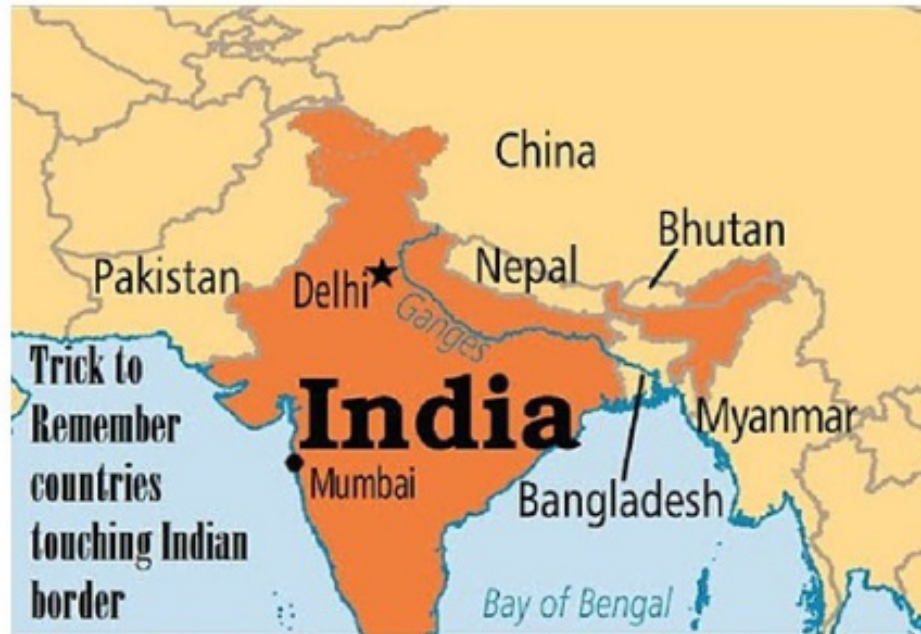 China
Bhutan
Nepal
Pakistan
Delhi
Ganges
Trick to
Remember
countries
touching Indian
border
India
Mumbai
Myanmar
Bangladesh
Bay of Bengal